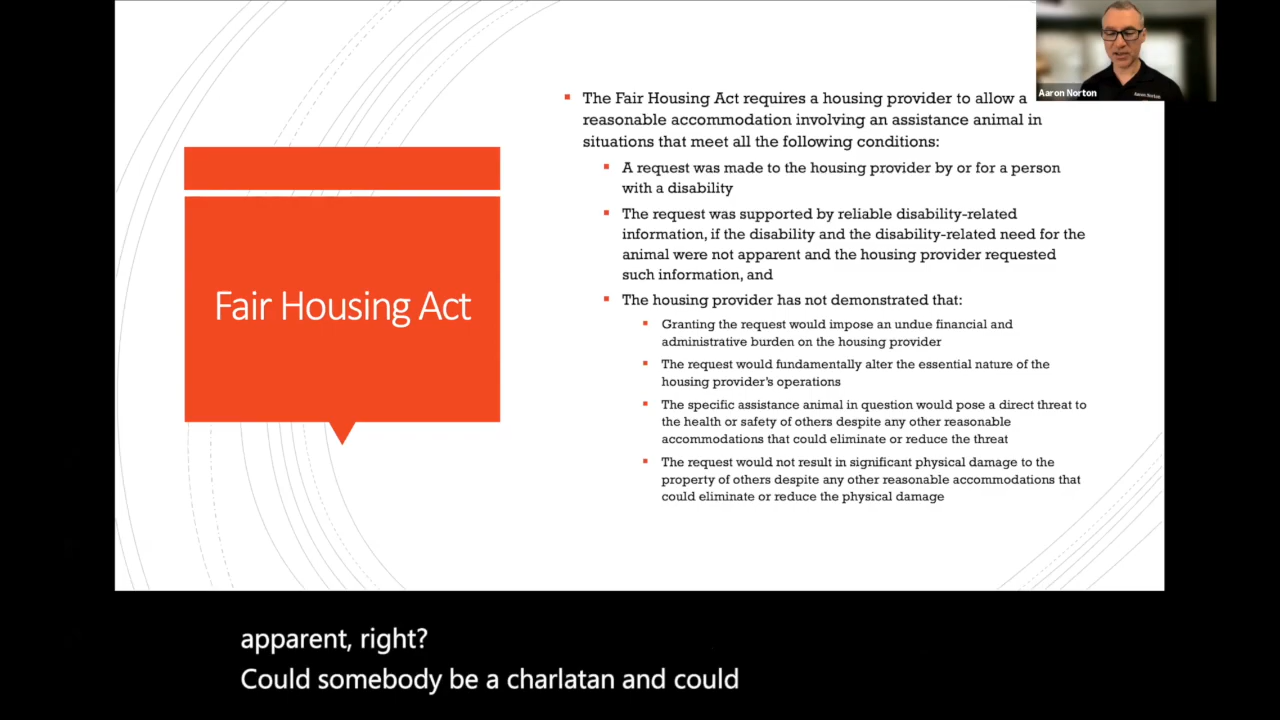 Fair Housing Act
The Fair Housing Act requires a housing provider to allow a
reasonable accommodation involving an assistance animal in
situations that meet all the following conditions:
A request was made to the housing provider by or for a person
with a disability
The request was supported by reliable disability-related
information, if the disability and the disability-related need for the
animal were not apparent and the housing provider requested
such information, and
The housing provider has not demonstrated that:
Granting the request would impose an undue financial and
administrative burden on the housing provider
The request would fundamentally alter the essential nature of the
housing provider's operations
The specific assistance animal in question would pose a direct threat to
the health or safety of others despite any other reasonable
accommodations that could eliminate or reduce the threat
The request would not result in significant physical damage to the
property of others despite any other reasonable accommodations that
could eliminate or reduce the physical damage
Aaron Norton
Aaron Norton
apparent, right?
Could somebody be a charlatan and could